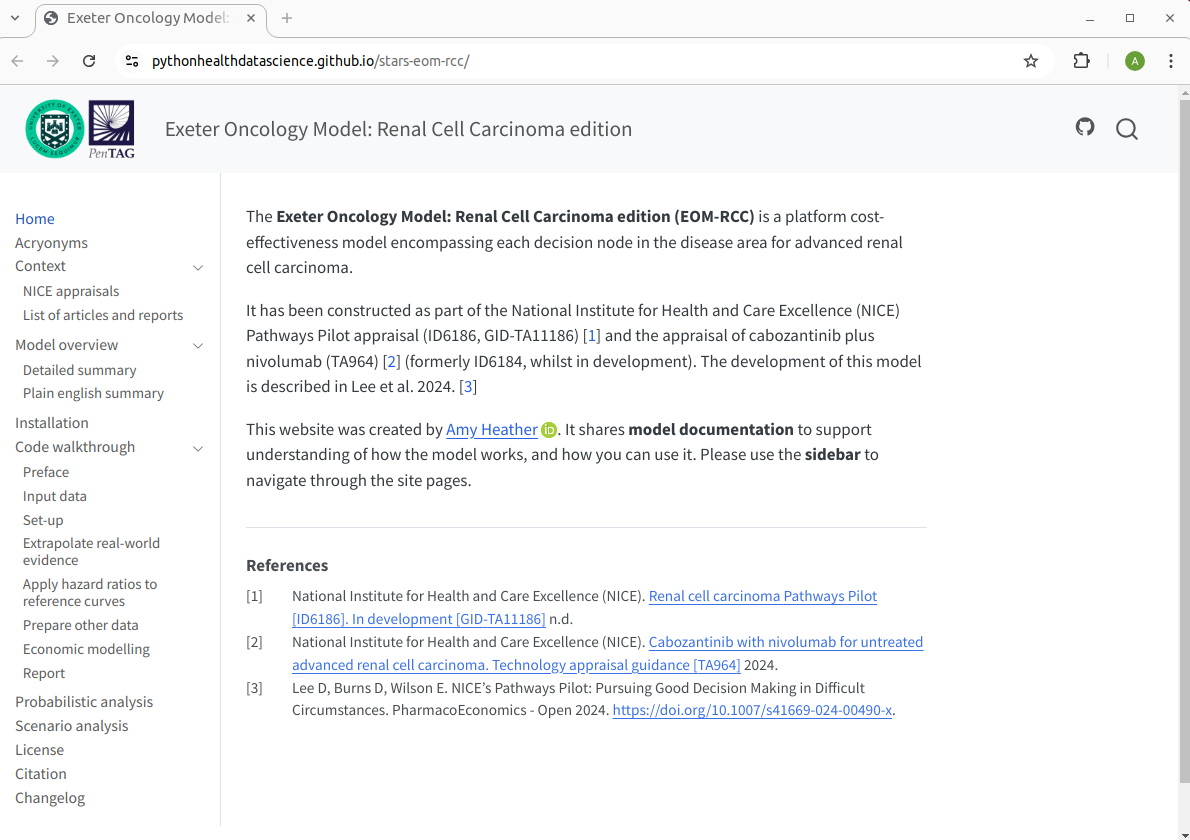 Exeter Oncology Model:
pythonhealthdatascience.github.io/stars-eom-rcc/
A
UNIVERSITY OF EXETER
PenTAG
Exeter Oncology Model: Renal Cell Carcinoma edition
Home
Acronyms
Context
NICE appraisals
List of articles and reports
Model overview
Detailed summary
Plain english summary
Installation
Code walkthrough
Preface
Input data
Set-up
Extrapolate real-world
evidence
Apply hazard ratios to
reference curves
Prepare other data
Economic modelling
Report
Probabilistic analysis
Scenario analysis
License
Citation
Changelog
The Exeter Oncology Model: Renal Cell Carcinoma edition (EOM-RCC) is a platform cost-
effectiveness model encompassing each decision node in the disease area for advanced renal
cell carcinoma.
It has been constructed as part of the National Institute for Health and Care Excellence (NICE)
Pathways Pilot appraisal (ID6186, GID-TA11186) [1] and the appraisal of cabozantinib plus
nivolumab (TA964) [2] (formerly ID6184, whilst in development). The development of this model
is described in Lee et al. 2024. [3]
This website was created by Amy Heather iD. It shares model documentation to support
understanding of how the model works, and how you can use it. Please use the sidebar to
navigate through the site pages.
References
[1] National Institute for Health and Care Excellence (NICE). Renal cell carcinoma Pathways Pilot
[ID6186]. In development [GID-TA11186] n.d.
[2] National Institute for Health and Care Excellence (NICE). Cabozantinib with nivolumab for untreated
advanced renal cell carcinoma. Technology appraisal guidance [TA964] 2024.
[3] Lee D, Burns D, Wilson E. NICE's Pathways Pilot: Pursuing Good Decision Making in Difficult
Circumstances. PharmacoEconomics - Open 2024. https://doi.org/10.1007/s41669-024-00490-x.